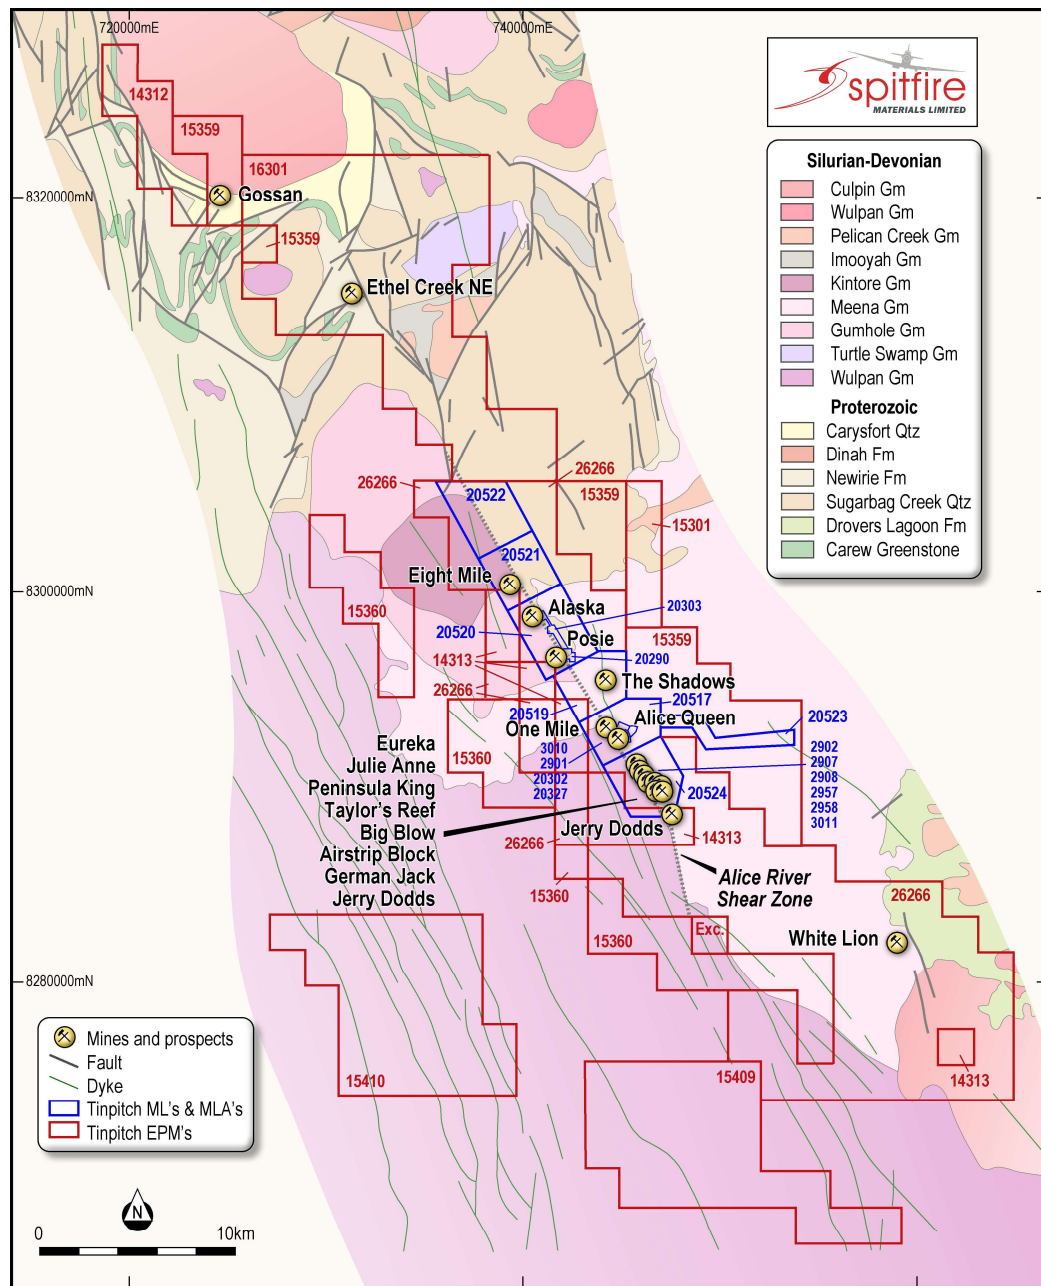 720000mE
740000mE
spitfire
MATERIALS LIMITED
14312
15359
16301
8320000mN
Gossan
15359
Ethel Creek NE
Silurian-Devonian
Culpin Gm
Wulpan Gm
Pelican Creek Gm
Imooyah Gm
Kintore Gm
Meena Gm
Gumhole Gm
Turtle Swamp Gm
Wulpan Gm
Proterozoic
Carysfort Qtz
Dinah Fm
Newirie Fm
Sugarbag Creek Qtz
Drovers Lagoon Fm
Carew Greenstone
26266
26266
20522
15359
15301
20521
Eight Mile
8300000mN
15360
Alaska
20303
20520
Posie
15359
14313
20290
26266
The Shadows
20517
20519
Alice Queen
20523
One Mile
15360
3010
2901
20302
20327
2902
2907
2908
2957
2958
3011
20524
Eureka
Julie Anne
Peninsula King
Taylor's Reef
Big Blow
Airstrip Block
German Jack
Jerry Dodds
Jerry Dodds
14313
26266
15360
Alice River
Shear Zone
26266
Exc.
15360
White Lion
8280000mN
15410
15409
14313
Mines and prospects
Fault
Dyke
Tinpitch ML's & MLA's
Tinpitch EPM's
N
0
10km